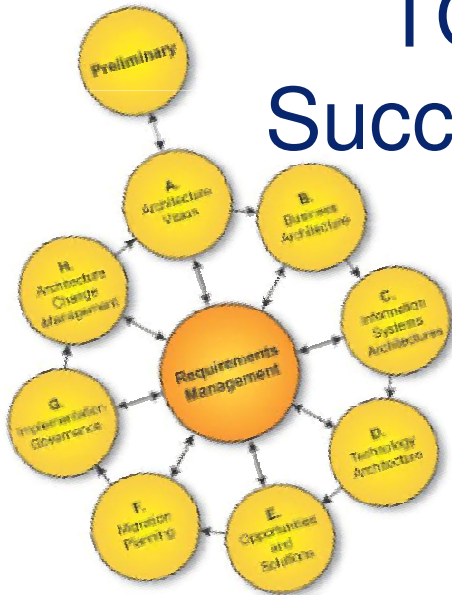 Succ
Preliminary
A.
Architecture
Vision
B.
Business
Architecture
C.
Information
Systems
Architectures
D.
Technology
Architecture
E.
Opportunities
and
Solutions
F.
Migration
Planning
G.
Implementation
Governance
H.
Architecture
Change
Management
Requirements
Management